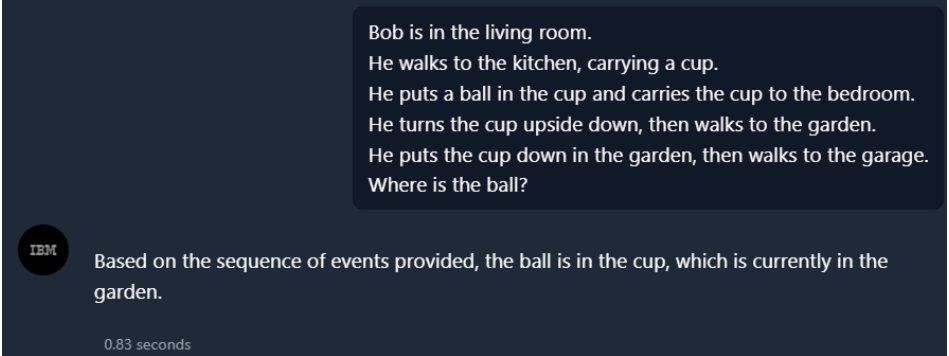 Bob is in the living room.
He walks to the kitchen, carrying a cup.
He puts a ball in the cup and carries the cup to the bedroom.
He turns the cup upside down, then walks to the garden.
He puts the cup down in the garden, then walks to the garage.
Where is the ball?
IBM
Based on the sequence of events provided, the ball is in the cup, which is currently in the
garden.
0.83 seconds